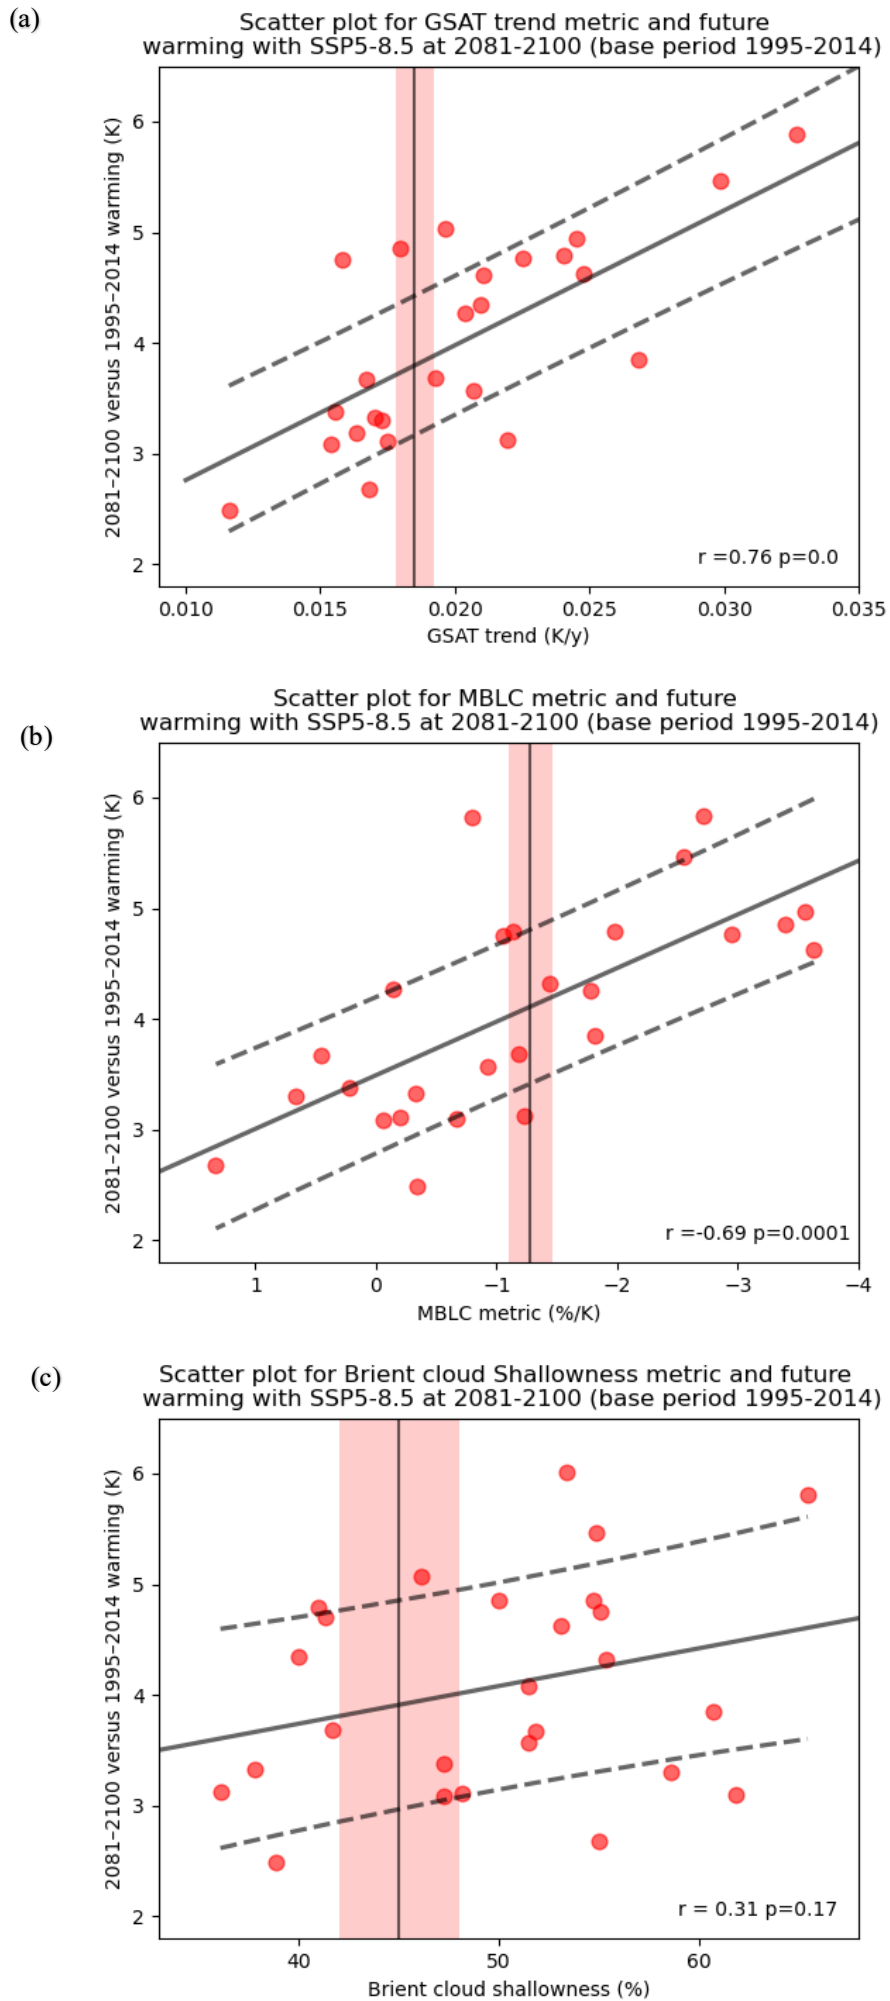 (a)
Scatter plot for GSAT trend metric and future
warming with SSP5-8.5 at 2081-2100 (base period 1995-2014)
2081–2100 versus 1995–2014 warming (K)
6
5
4
3
2
r =0.76 p=0.0
0.010 0.015 0.020 0.025 0.030 0.035
GSAT trend (K/y)
(b)
Scatter plot for MBLC metric and future
warming with SSP5-8.5 at 2081-2100 (base period 1995-2014)
2081–2100 versus 1995–2014 warming (K)
6
5
4
3
2
r =-0.69 p=0.0001
1 0 −1 −2 −3 −4
MBLC metric (%/K)
(c)
Scatter plot for Brient cloud Shallowness metric and future
warming with SSP5-8.5 at 2081-2100 (base period 1995-2014)
2081–2100 versus 1995–2014 warming (K)
6
5
4
3
2
r = 0.31 p=0.17
40 50 60
Brient cloud shallowness (%)